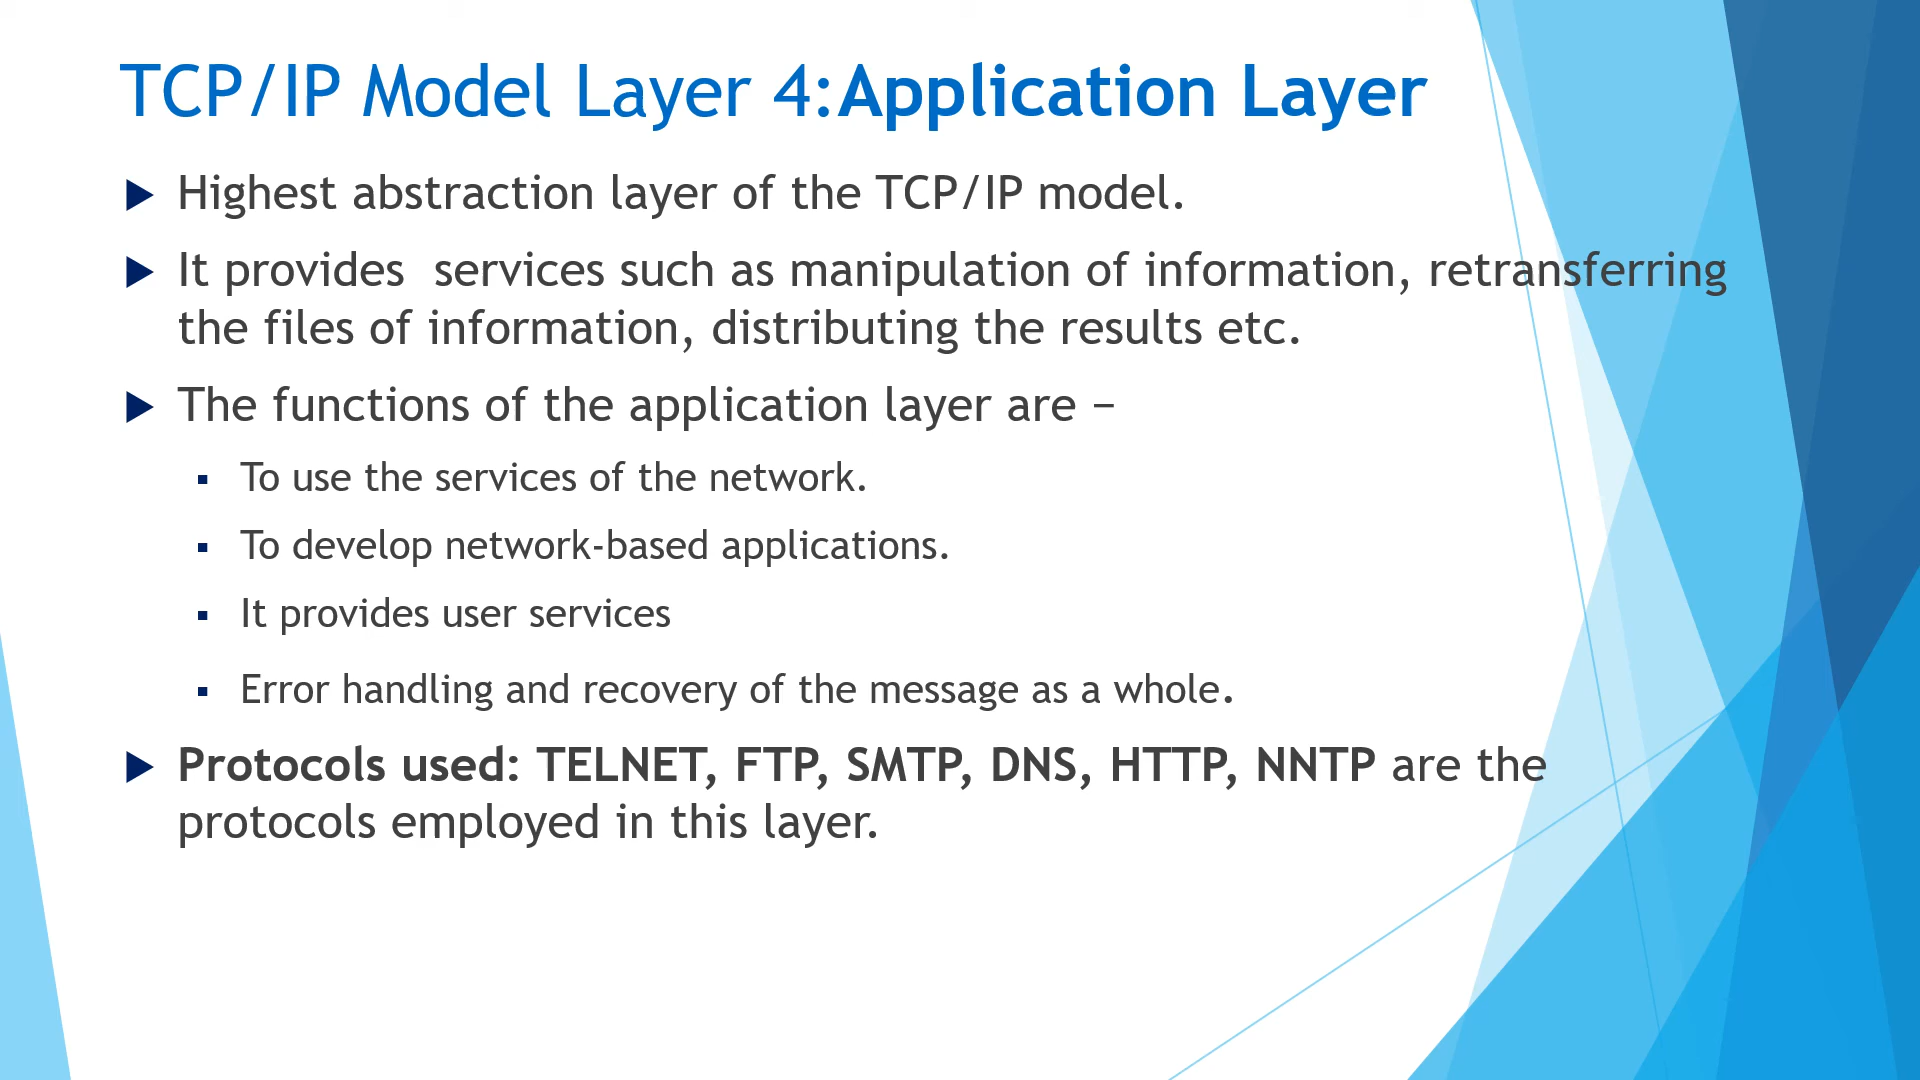 TCP/IP Model Layer 4:Application Layer
Highest abstraction layer of the TCP/IP model.
It provides  services such as manipulation of information, retransferring
the files of information, distributing the results etc.
The functions of the application layer are −
To use the services of the network.
To develop network-based applications.
It provides user services
Error handling and recovery of the message as a whole.
Protocols used: TELNET, FTP, SMTP, DNS, HTTP, NNTP are the
protocols employed in this layer.